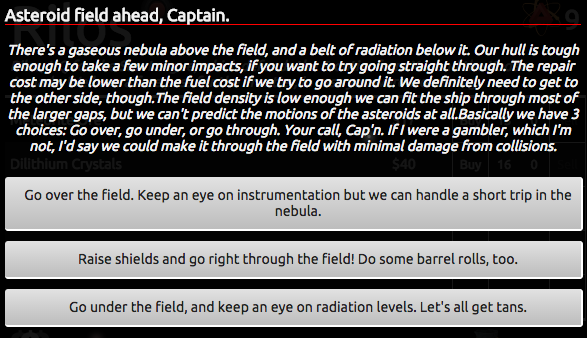 Rilos
9
Asteroid field ahead, Captain.
There's a gaseous nebula above the field, and a belt of radiation below it. Our hull is tough
enough to take a few minor impacts, if you want to try going straight through. The repair
cost may be lower than the fuel cost if we try to go around it. We definitely need to get to
the other side, though.The field density is low enough we can fit the ship through most of
the larger gaps, but we can't predict the motions of the asteroids at all.Basically we have 3
choices: Go over, go under, or go through. Your call, Cap'n. If I were a gambler, which I'm
not, I'd say we could make it through the field with minimal damage from collisions.
Dilithium Crystals $40 Buy 16 0
Go over the field. Keep an eye on instrumentation but we can handle a short trip in the
nebula.
Raise shields and go right through the field! Do some barrel rolls, too.
Go under the field, and keep an eye on radiation levels. Let's all get tans.